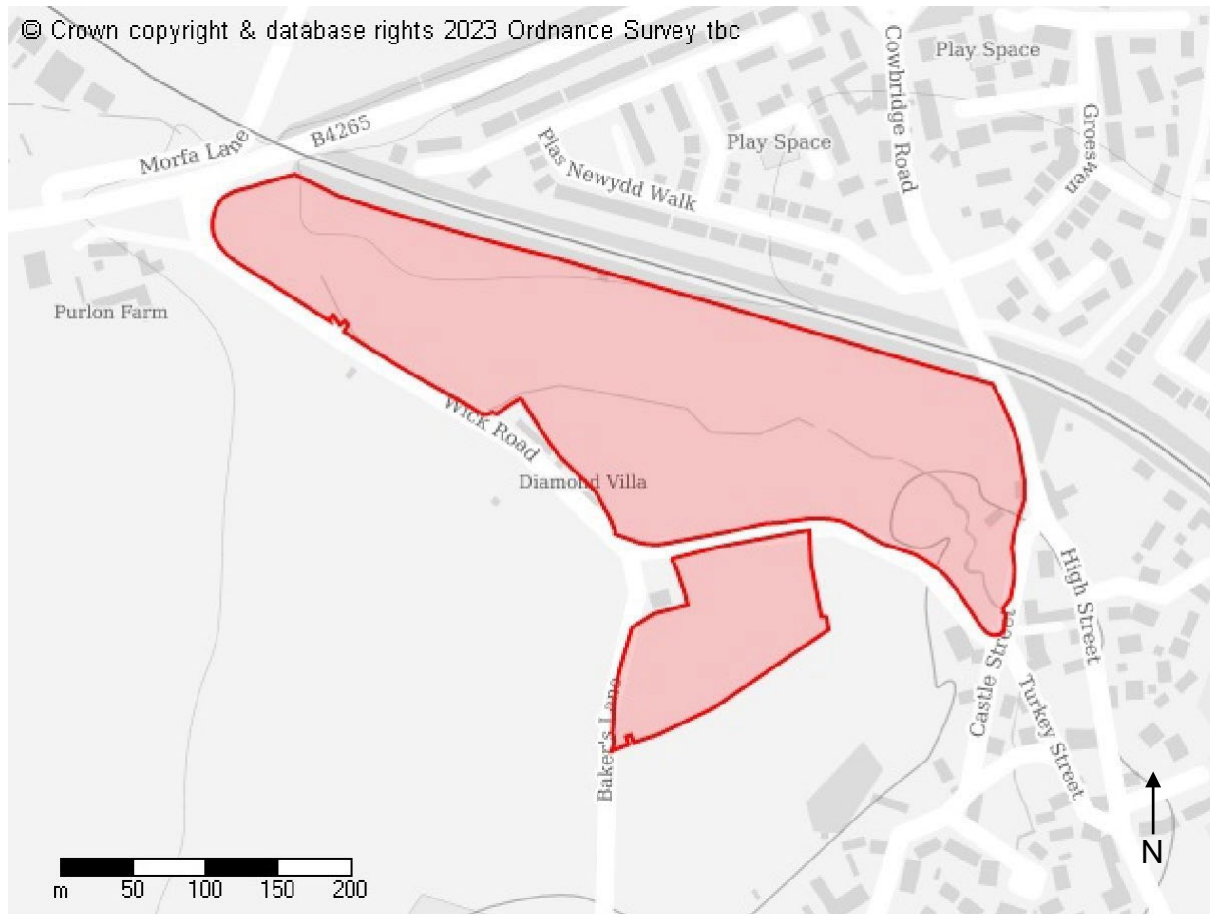 © Crown copyright & database rights 2023 Ordnance Survey tbc
Cowbridge Road
Play Space
B4265
Morfa Lane
Play Space
Groeswen
Plas Newydd Walk
Purlon Farm
Wick Road
Diamond Villa
High Street
Castle Street
Turkey Street
Baker's Lane
N
m 50 100 150 200